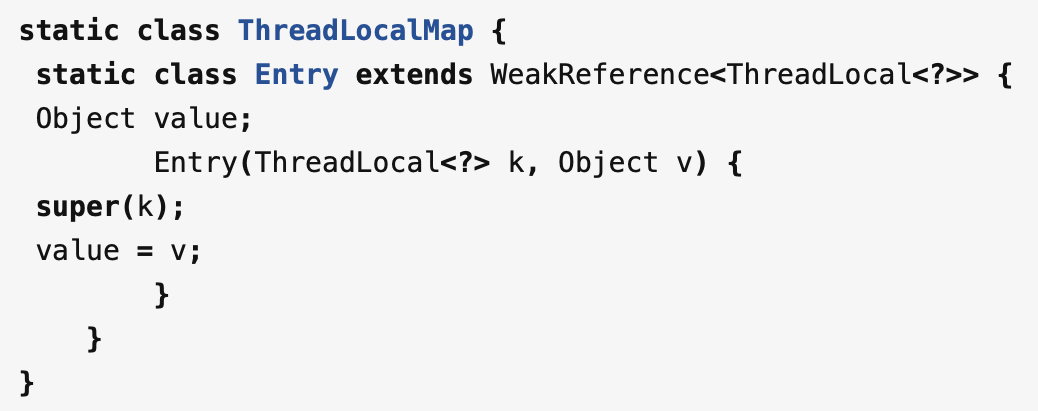 static class ThreadLocalMap {
 static class Entry extends WeakReference<ThreadLocal<?>> {
 Object value;
        Entry(ThreadLocal<?> k, Object v) {
 super(k);
 value = v;
        }
    }
}